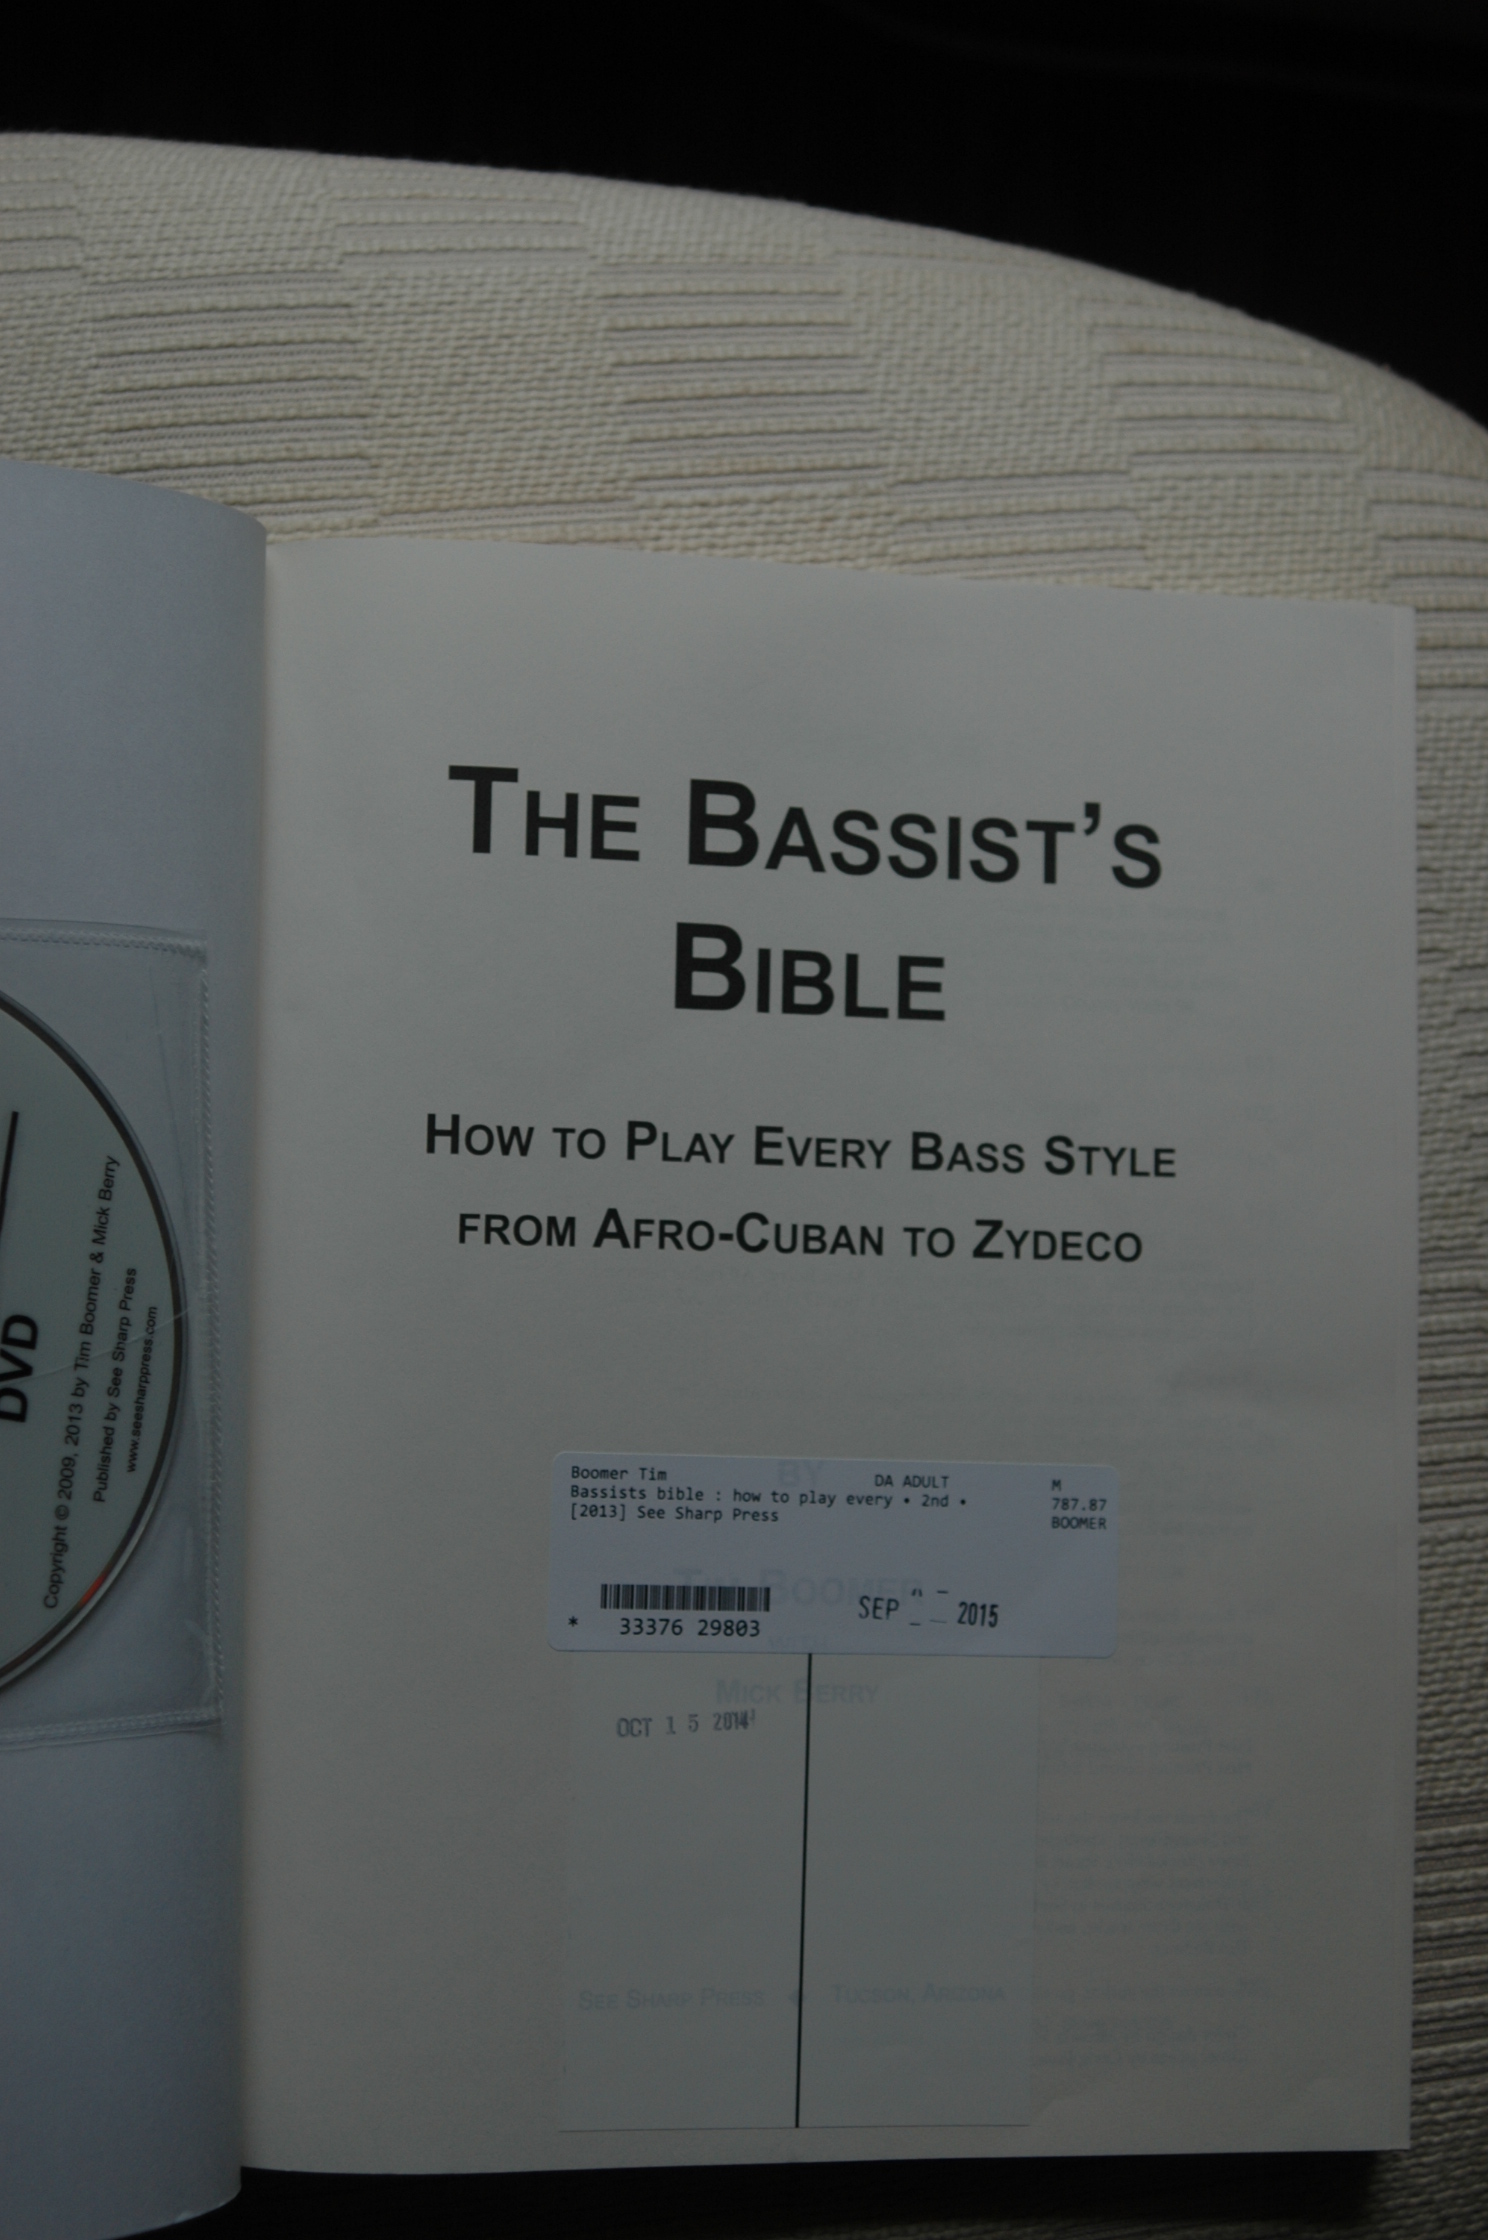 DVD
Copyright © 2009, 2013 by Tim Boomer & Mick Berry
Published by See Sharp Press
www.seesharppress.com
THE BASSIST'S
BIBLE
HOW TO PLAY EVERY BASS STYLE
FROM AFRO-CUBAN TO ZYDECO
BY
Boomer Tim DA ADULT M
Bassists bible : how to play every • 2nd • 787.87
[2013] See Sharp Press BOOMER
TIM BOOMER
* 33376 29803 SEP 2015
WITH
MICK BERRY
OCT 15 2014
SEE SHARP PRESS ◆ TUCSON, ARIZONA